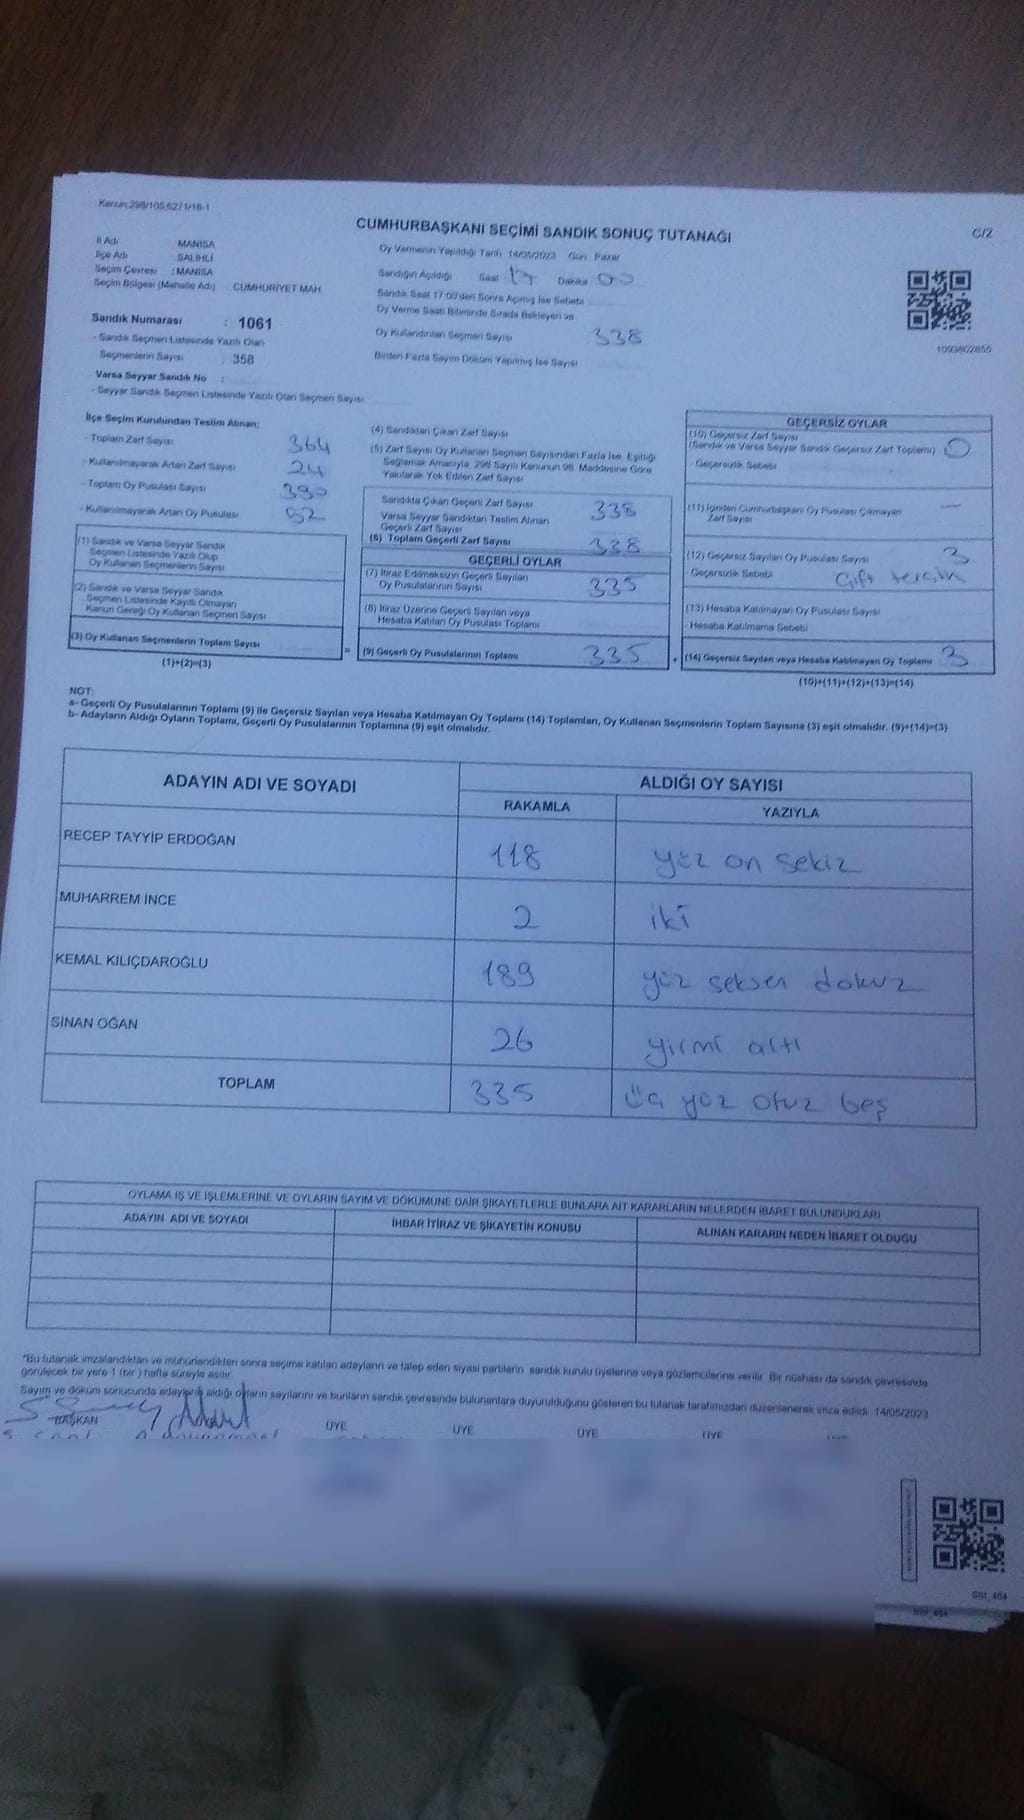 Kanun:298/105,6271/16-1
CUMHURBAŞKANI SEÇİMİ SANDIK SONUÇ TUTANAĞI
C/2
İl Adı MANİSA
İlçe Adı SALİHLİ
Seçim Çevresi : MANİSA
Seçim Bölgesi (Mahalle Adı) CUMHURİYET MAH
Sandık Numarası : 1061
- Sandık Seçmen Listesinde Yazılı Olan
Seçmenlerin Sayısı 358
Varsa Seyyar Sandık No :
- Seyyar Sandık Seçmen Listesinde Yazılı Olan Seçmen Sayısı
Oy Vermenin Yapıldığı Tarih 14/05/2023 Gün Pazar
Sandığın Açıldığı Saat 17 Dakika 00
Sandık Saat 17:00'den Sonra Açılmış İse Sebebi
Oy Verme Saati Bitiminde Sırada Bekleyen ve
Oy Kullandırılan Seçmen Sayısı 338
Birden Fazla Sayım Döküm Yapılmış İse Sayısı
1093802855
İlçe Seçim Kurulundan Teslim Alınan;
- Toplam Zarf Sayısı 364
- Kullanılmayarak Artan Zarf Sayısı 24
- Toplam Oy Pusulası Sayısı 390
- Kullanılmayarak Artan Oy Pusulası 52
(1) Sandık ve Varsa Seyyar Sandık
Seçmen Listesinde Yazılı Olup
Oy Kullanan Seçmenlerin Sayısı
(2) Sandık ve Varsa Seyyar Sandık
Seçmen Listesinde Kayıtlı Olmayan
Kanun Gereği Oy Kullanan Seçmen Sayısı
(3) Oy Kullanan Seçmenlerin Toplam Sayısı
(1)+(2)=(3)
=
(4) Sandıktan Çıkan Zarf Sayısı
(5) Zarf Sayısı Oy Kullanan Seçmen Sayısından Fazla İse, Eşitliği
Sağlamak Amacıyla, 298 Sayılı Kanunun 98. Maddesine Göre
Yakılarak Yok Edilen Zarf Sayısı
Sandıkta Çıkan Geçerli Zarf Sayısı 338
Varsa Seyyar Sandıktan Teslim Alınan
Geçerli Zarf Sayısı
(6) Toplam Geçerli Zarf Sayısı 338
GEÇERLİ OYLAR
(7) İtiraz Edilmeksizin Geçerli Sayılan
Oy Pusulalarının Sayısı 335
(8) İtiraz Üzerine Geçerli Sayılan veya
Hesaba Katılan Oy Pusulası Toplamı
(9) Geçerli Oy Pusulalarının Toplamı 335
+
GEÇERSİZ OYLAR
(10) Geçersiz Zarf Sayısı
(Sandık ve Varsa Seyyar Sandık Geçersiz Zarf Toplamı) 0
- Geçersizlik Sebebi
(11) İçinden Cumhurbaşkanı Oy Pusulası Çıkmayan
Zarf Sayısı —
(12) Geçersiz Sayılan Oy Pusulası Sayısı 3
Geçersizlik Sebebi Çift tercih
(13) Hesaba Katılmayan Oy Pusulası Sayısı
- Hesaba Katılmama Sebebi
(14) Geçersiz Sayılan veya Hesaba Katılmayan Oy Toplamı 3
(10)+(11)+(12)+(13)=(14)
NOT:
a- Geçerli Oy Pusulalarının Toplamı (9) ile Geçersiz Sayılan veya Hesaba Katılmayan Oy Toplamı (14) Toplamları, Oy Kullanan Seçmenlerin Toplam Sayısına (3) eşit olmalıdır. (9)+(14)=(3)
b- Adayların Aldığı Oyların Toplamı, Geçerli Oy Pusulalarının Toplamına (9) eşit olmalıdır.
ADAYIN ADI VE SOYADI ALDIĞI OY SAYISI
RAKAMLA YAZIYLA
RECEP TAYYİP ERDOĞAN 118 yüz on sekiz
MUHARREM İNCE 2 iki
KEMAL KILIÇDAROĞLU 189 yüz seksen dokuz
SİNAN OĞAN 26 yirmi altı
TOPLAM 335 üç yüz otuz beş
OYLAMA İŞ VE İŞLEMLERİNE VE OYLARIN SAYIM VE DÖKÜMÜNE DAİR ŞİKAYETLERLE BUNLARA AİT KARARLARIN NELERDEN İBARET BULUNDUKLARI
ADAYIN ADI VE SOYADI İHBAR İTİRAZ VE ŞİKAYETİN KONUSU ALINAN KARARIN NEDEN İBARET OLDUĞU
*Bu tutanak imzalandıktan ve mühürlendikten sonra seçime katılan adayların ve talep eden siyasi partilerin sandık kurulu üyelerine veya gözlemcilerine verilir. Bir nüshası da sandık çevresinde
görülecek bir yere 1 (bir) hafta süreyle asılır.
Sayım ve döküm sonucunda adayların aldığı oyların sayılarını ve bunların sandık çevresinde bulunanlara duyurulduğunu gösteren bu tutanak tarafımızdan düzenlenerek imza edildi. 14/05/2023
BAŞKAN ÜYE ÜYE ÜYE ÜYE
SSI_404
SSI_404